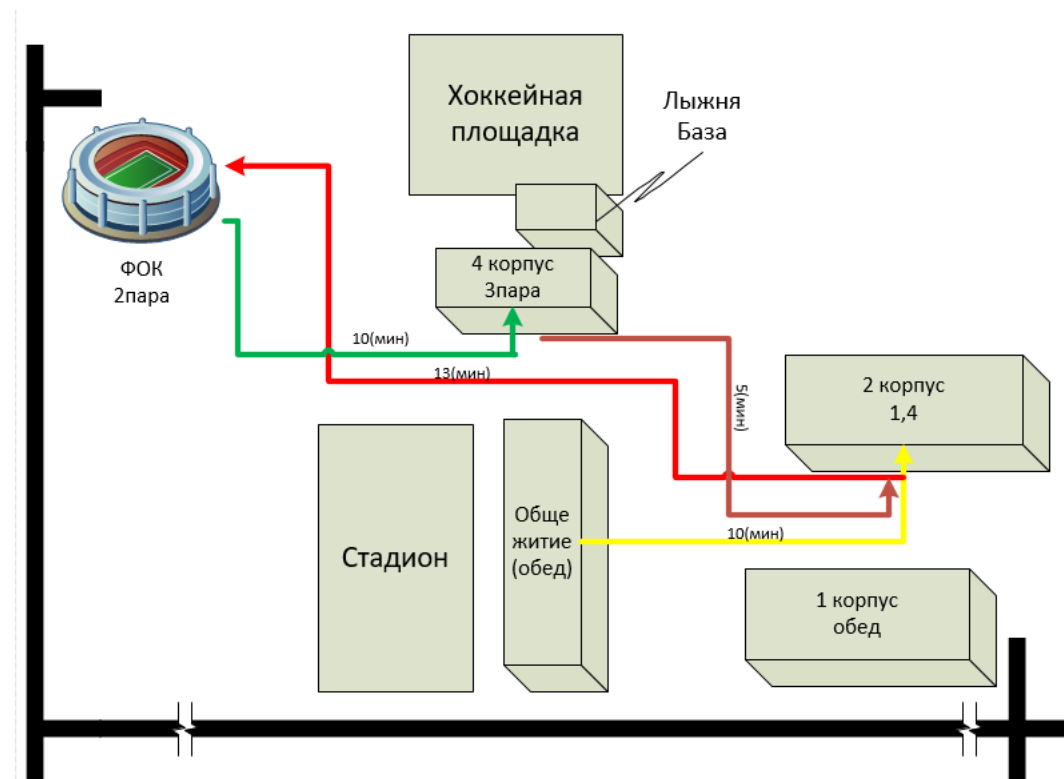 Хоккейная
площадка
Лыжня
База
ФОК
2пара
4 корпус
3пара
10(мин)
13(мин)
5(мин)
2 корпус
1,4
Стадион
Обще
житие
(обед)
10(мин)
1 корпус
обед